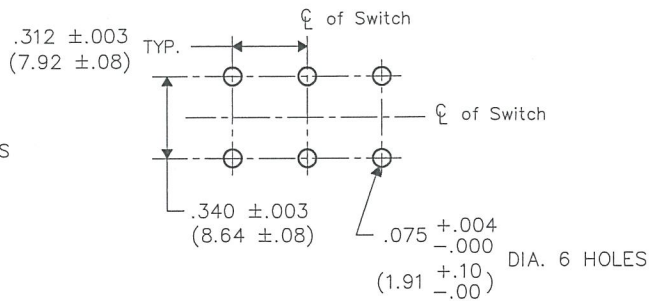 ℄ of Switch
.312 ±.003 TYP.
(7.92 ±.08)
℄ of Switch
S
.340 ±.003
(8.64 ±.08)
.075 +.004 -.000 DIA. 6 HOLES
(1.91 +.10 -.00)